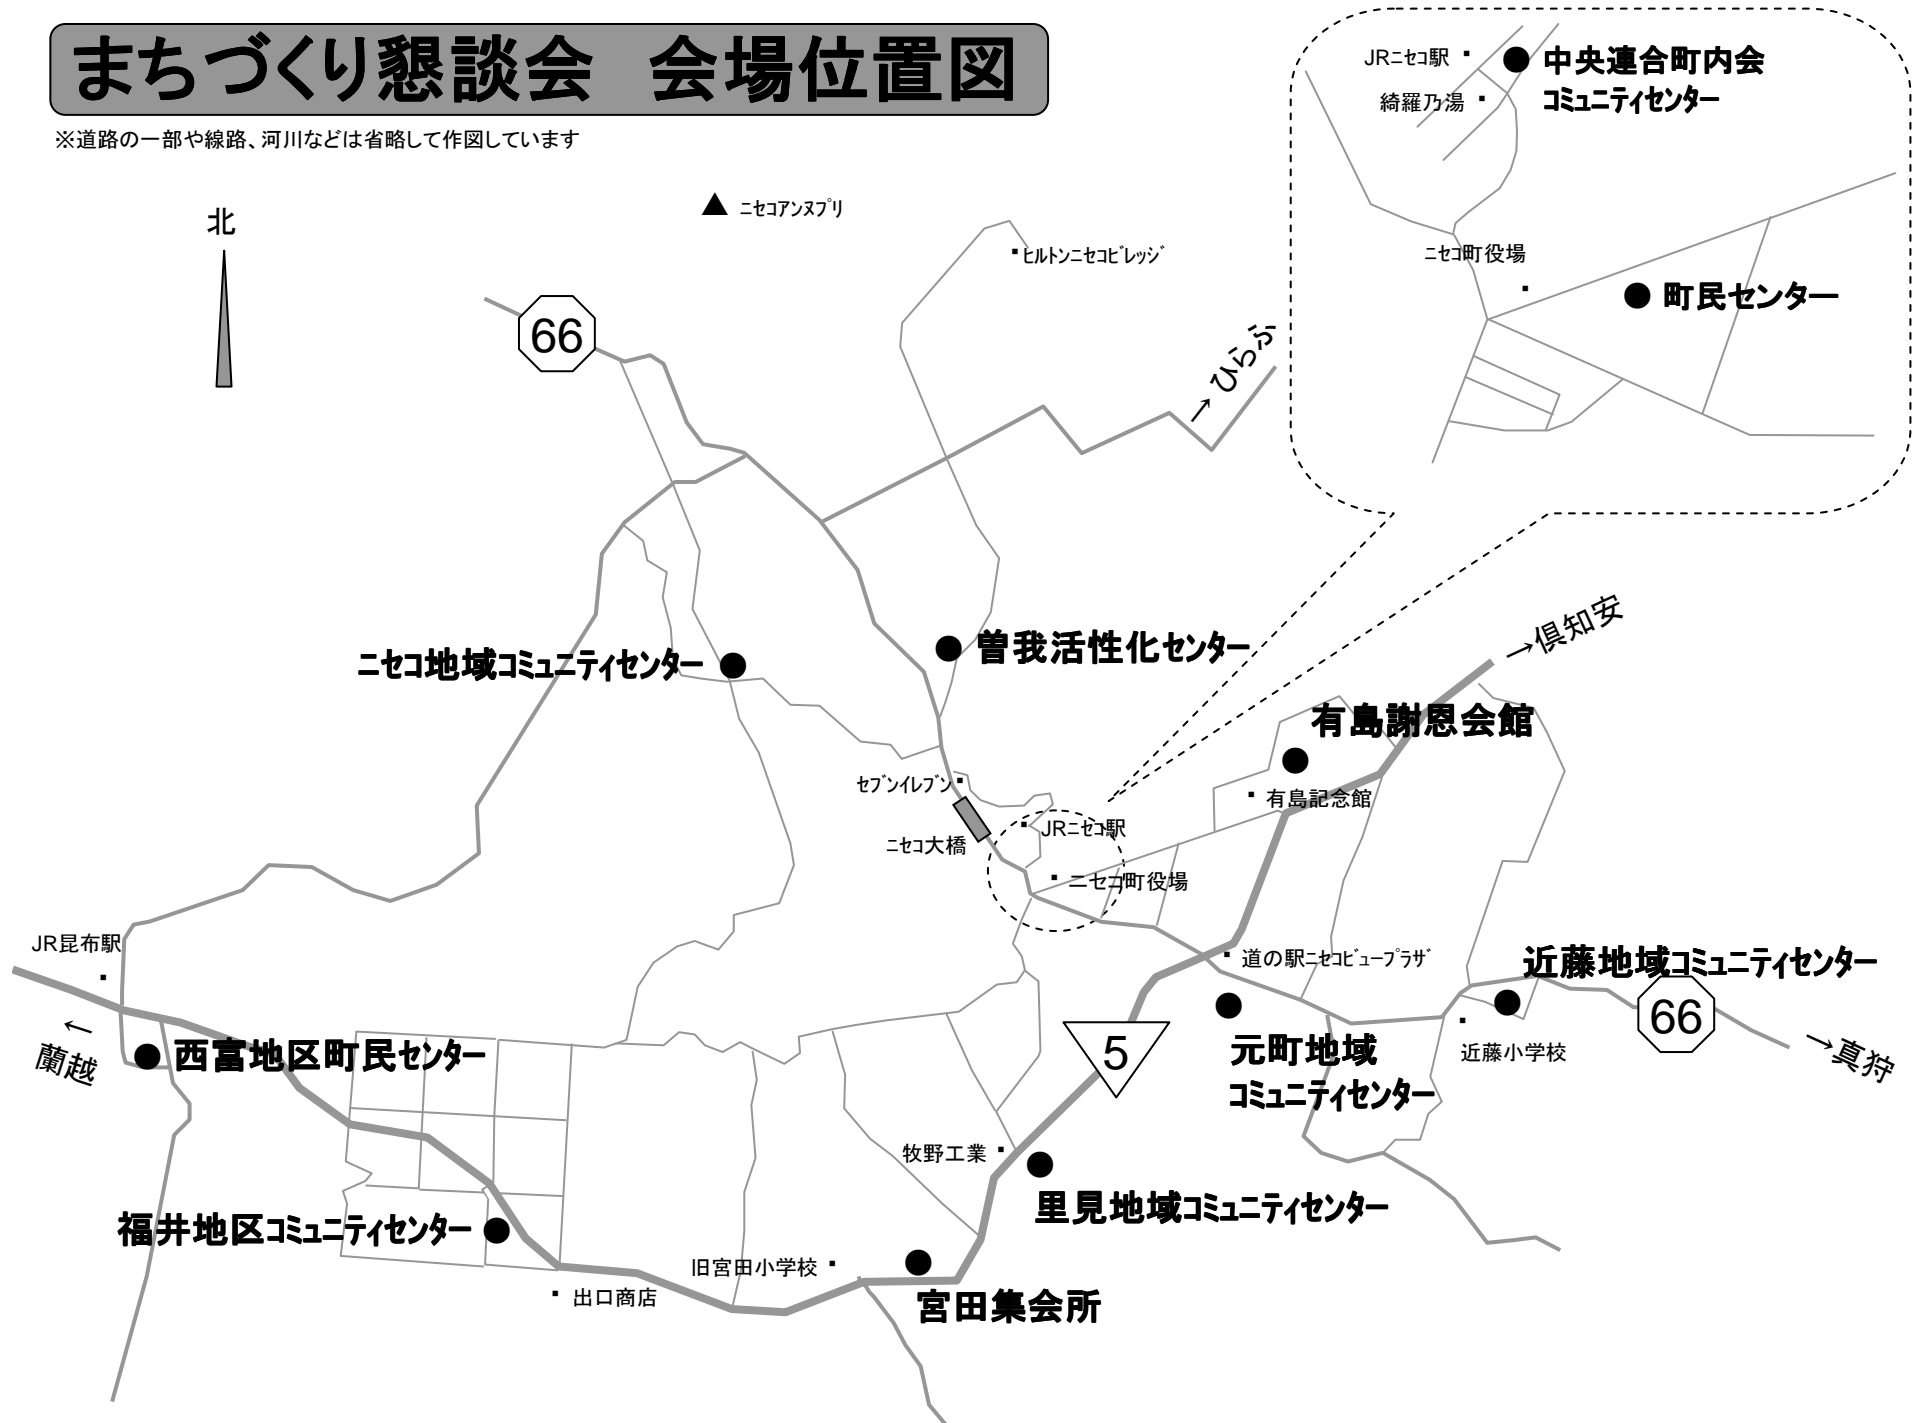 まちづくり懇談会　会場位置図
※道路の一部や線路、河川などは省略して作図しています
北
ﾆｾｺｱﾝﾇﾌﾟﾘ
ﾋﾙﾄﾝﾆｾｺﾋﾞﾚｯｼﾞ
66
→ ひらふ
JRﾆｾｺ駅
綺羅乃湯
中央連合町内会
ｺﾐｭﾆﾃｨｾﾝﾀｰ
ﾆｾｺ町役場
町民センター
→倶知安
ﾆｾｺ地域ｺﾐｭﾆﾃｨｾﾝﾀｰ
曽我活性化ｾﾝﾀｰ
有島謝恩会館
有島記念館
ｾﾌﾞﾝｲﾚﾌﾞﾝ
ﾆｾｺ大橋
JRﾆｾｺ駅
ニセコ町役場
JR昆布駅
道の駅ﾆｾｺﾋﾞｭｰﾌﾟﾗｻﾞ
近藤地域ｺﾐｭﾆﾃｨｾﾝﾀｰ
66
→真狩
近藤小学校
←
蘭越
西富地区町民ｾﾝﾀｰ
5
元町地域
ｺﾐｭﾆﾃｨｾﾝﾀｰ
牧野工業
里見地域ｺﾐｭﾆﾃｨｾﾝﾀｰ
福井地区ｺﾐｭﾆﾃｨｾﾝﾀｰ
旧宮田小学校
出口商店
宮田集会所